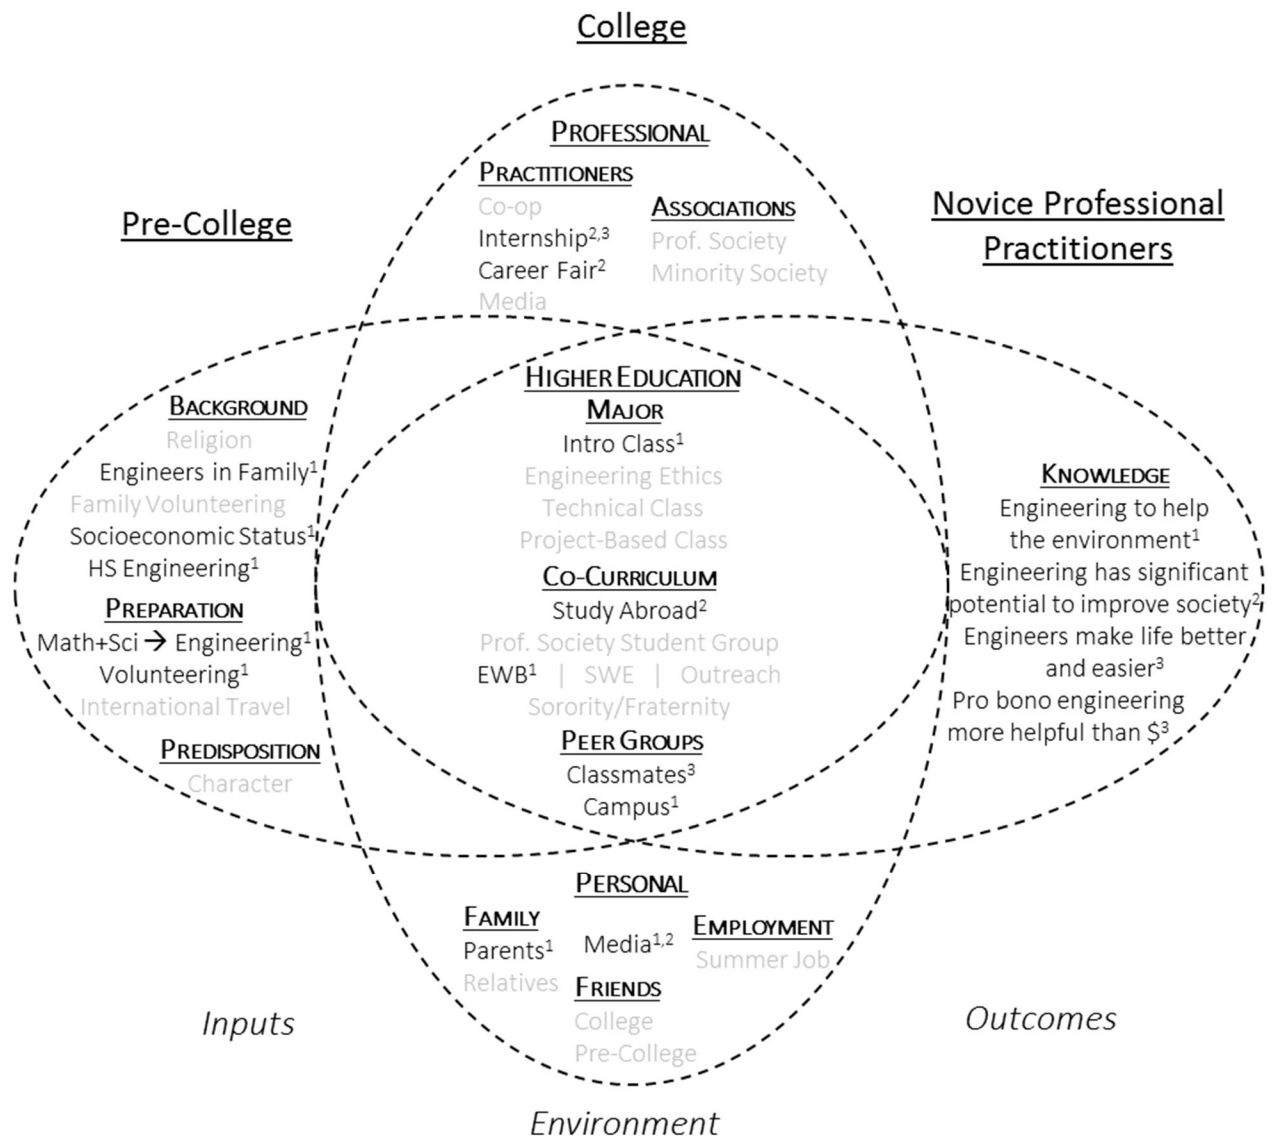 College
Pre-College
Novice Professional
Practitioners
PROFESSIONAL
PRACTITIONERS
Co-op
Internship2,3
Career Fair2
Media
ASSOCIATIONS
Prof. Society
Minority Society
BACKGROUND
Religion
Engineers in Family1
Family Volunteering
Socioeconomic Status1
HS Engineering1
PREPARATION
Math+Sci → Engineering1
Volunteering1
International Travel
PREDISPOSITION
Character
HIGHER EDUCATION
MAJOR
Intro Class1
Engineering Ethics
Technical Class
Project-Based Class
CO-CURRICULUM
Study Abroad2
Prof. Society Student Group
EWB1 | SWE | Outreach
Sorority/Fraternity
PEER GROUPS
Classmates3
Campus1
KNOWLEDGE
Engineering to help
the environment1
Engineering has significant
potential to improve society2
Engineers make life better
and easier3
Pro bono engineering
more helpful than $3
PERSONAL
FAMILY
Parents1
Relatives
Media1,2
EMPLOYMENT
Summer Job
FRIENDS
College
Pre-College
Inputs
Outcomes
Environment